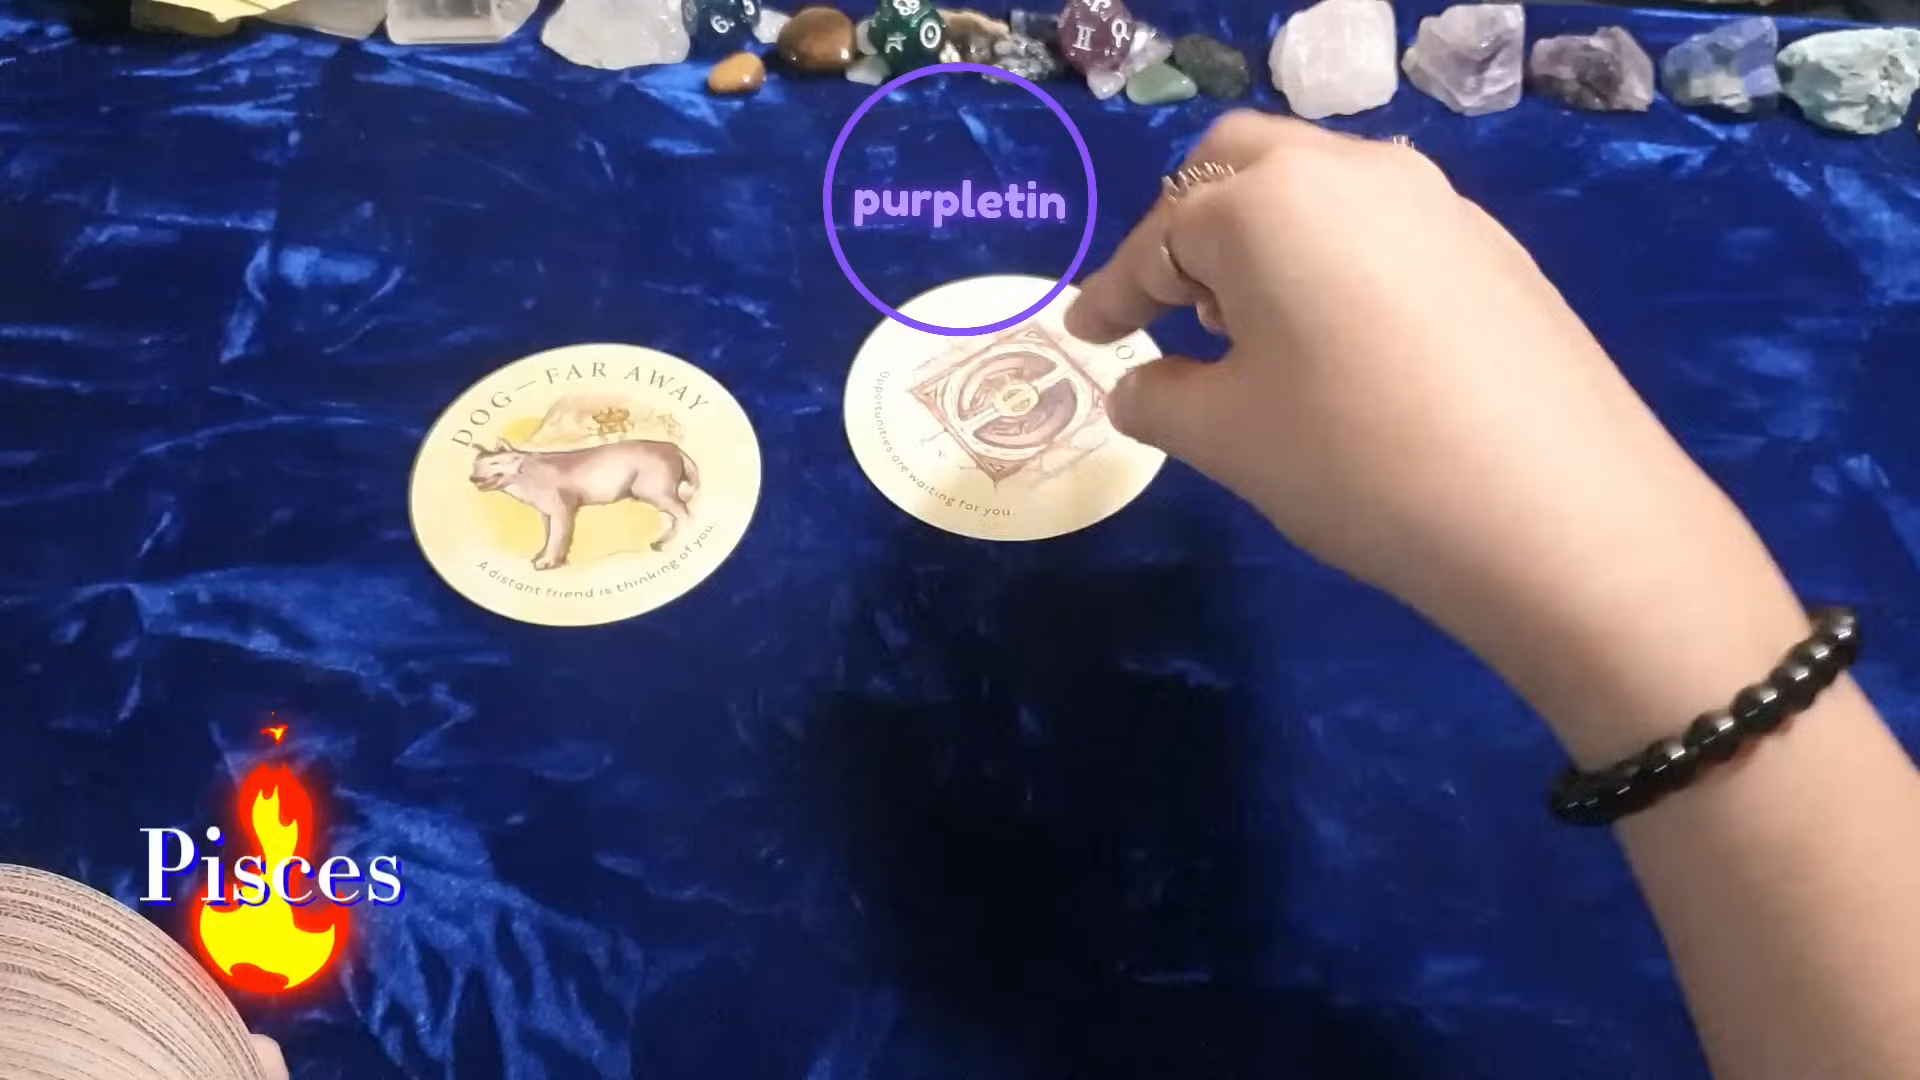 purpletin
DOG—FAR AWAY
A distant friend is thinking of you.
Opportunities are waiting for you.
Pisces